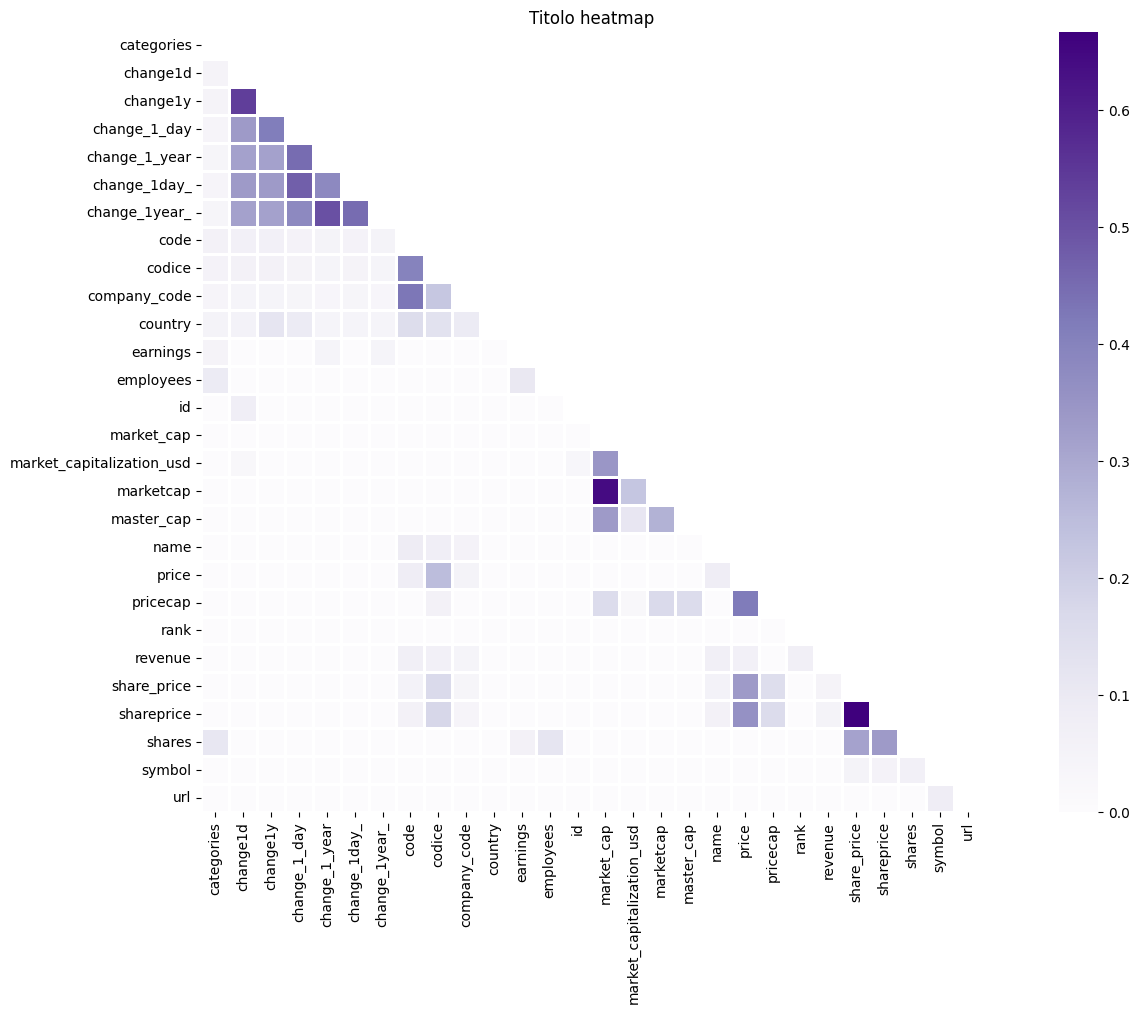 Titolo heatmap
categories
change1d
change1y
change_1_day
change_1_year
change_1day_
change_1year_
code
codice
company_code
country
earnings
employees
id
market_cap
market_capitalization_usd
marketcap
master_cap
name
price
pricecap
rank
revenue
share_price
shareprice
shares
symbol
url
categories
change1d
change1y
change_1_day
change_1_year
change_1day_
change_1year_
code
codice
company_code
country
earnings
employees
id
market_cap
market_capitalization_usd
marketcap
master_cap
name
price
pricecap
rank
revenue
share_price
shareprice
shares
symbol
url
0.6
0.5
0.4
0.3
0.2
0.1
0.0